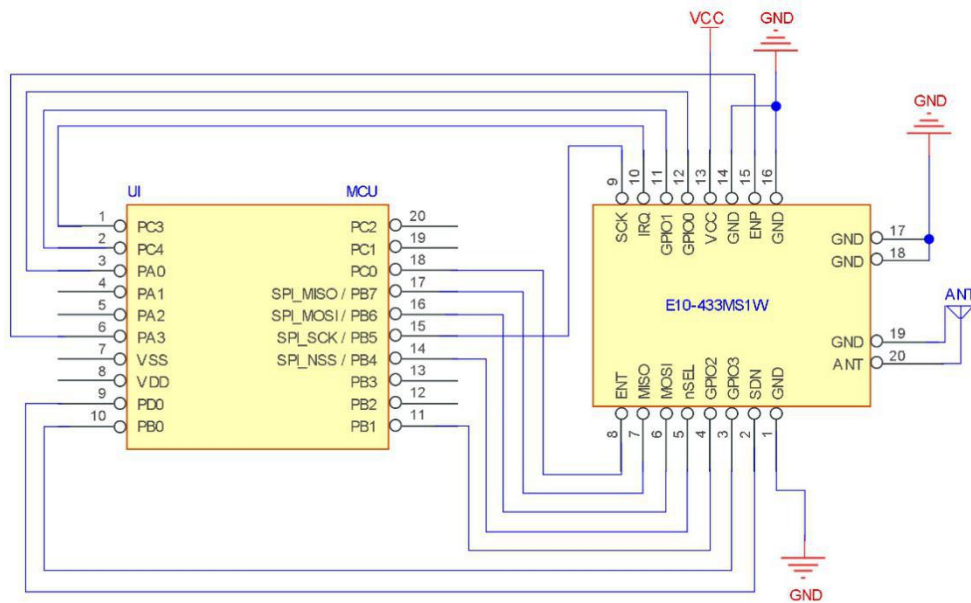 VCC
GND
GND
9 10 11 12 13 14 15 16
SCK IRQ GPIO1 GPIO0 VCC GND ENP GND
UI MCU
1 PC3 PC2 20
2 PC4 PC1 19
3 PA0 PC0 18
4 PA1 SPI_MISO / PB7 17
5 PA2 SPI_MOSI / PB6 16
6 PA3 SPI_SCK / PB5 15
7 VSS SPI_NSS / PB4 14
8 VDD PB3 13
9 PD0 PB2 12
10 PB0 PB1 11
GND 17
GND 18
E10-433MS1W
ANT
GND 19
ANT 20
ENT MISO MOSI nSEL GPIO2 GPIO3 SDN GND
8 7 6 5 4 3 2 1
GND